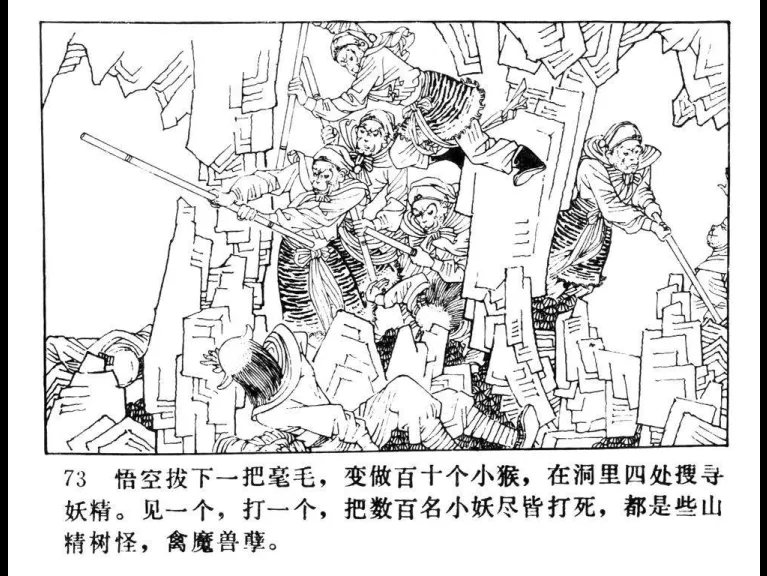 73 悟空拔下一把毫毛，变做百十个小猴，在洞里四处搜寻
妖精。见一个，打一个，把数百名小妖尽皆打死，都是些山
精树怪，禽魔兽孽。